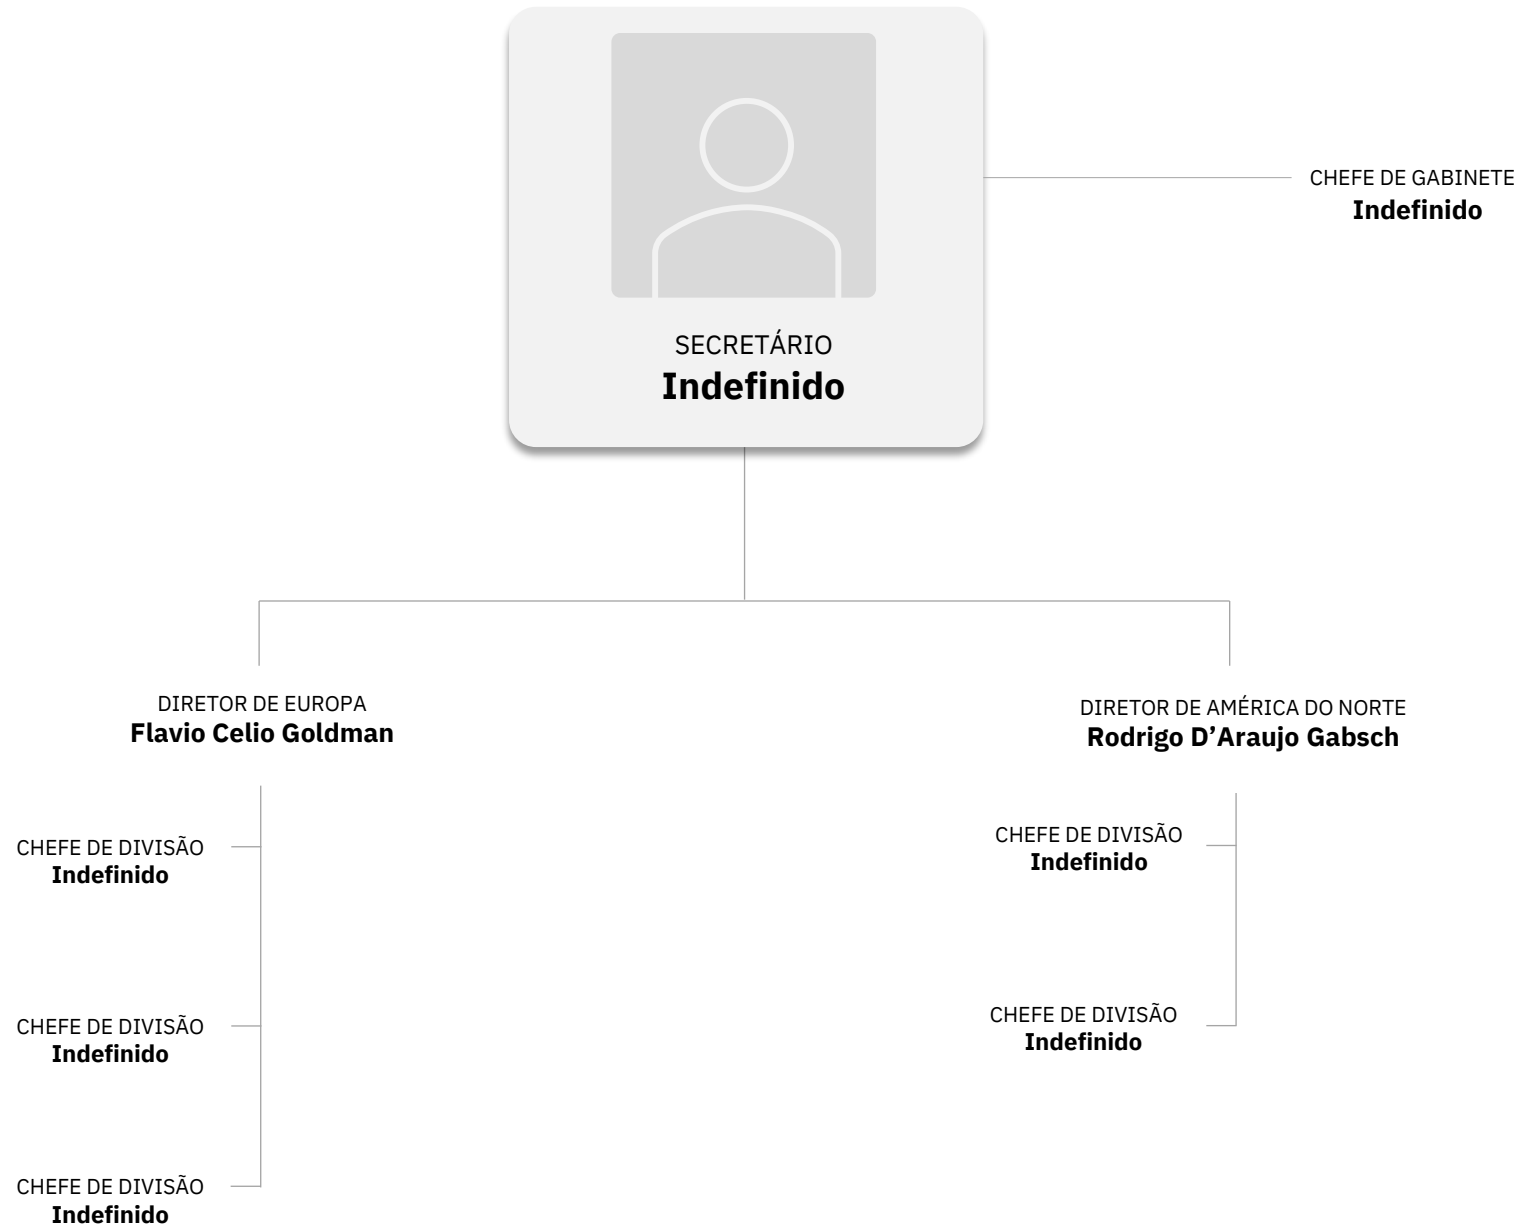 CHEFE DE GABINETE
Indefinido
SECRETÁRIO
Indefinido
DIRETOR DE EUROPA
Flavio Celio Goldman
DIRETOR DE AMÉRICA DO NORTE
Rodrigo D’Araujo Gabsch
CHEFE DE DIVISÃO
Indefinido
CHEFE DE DIVISÃO
Indefinido
CHEFE DE DIVISÃO
Indefinido
CHEFE DE DIVISÃO
Indefinido
CHEFE DE DIVISÃO
Indefinido